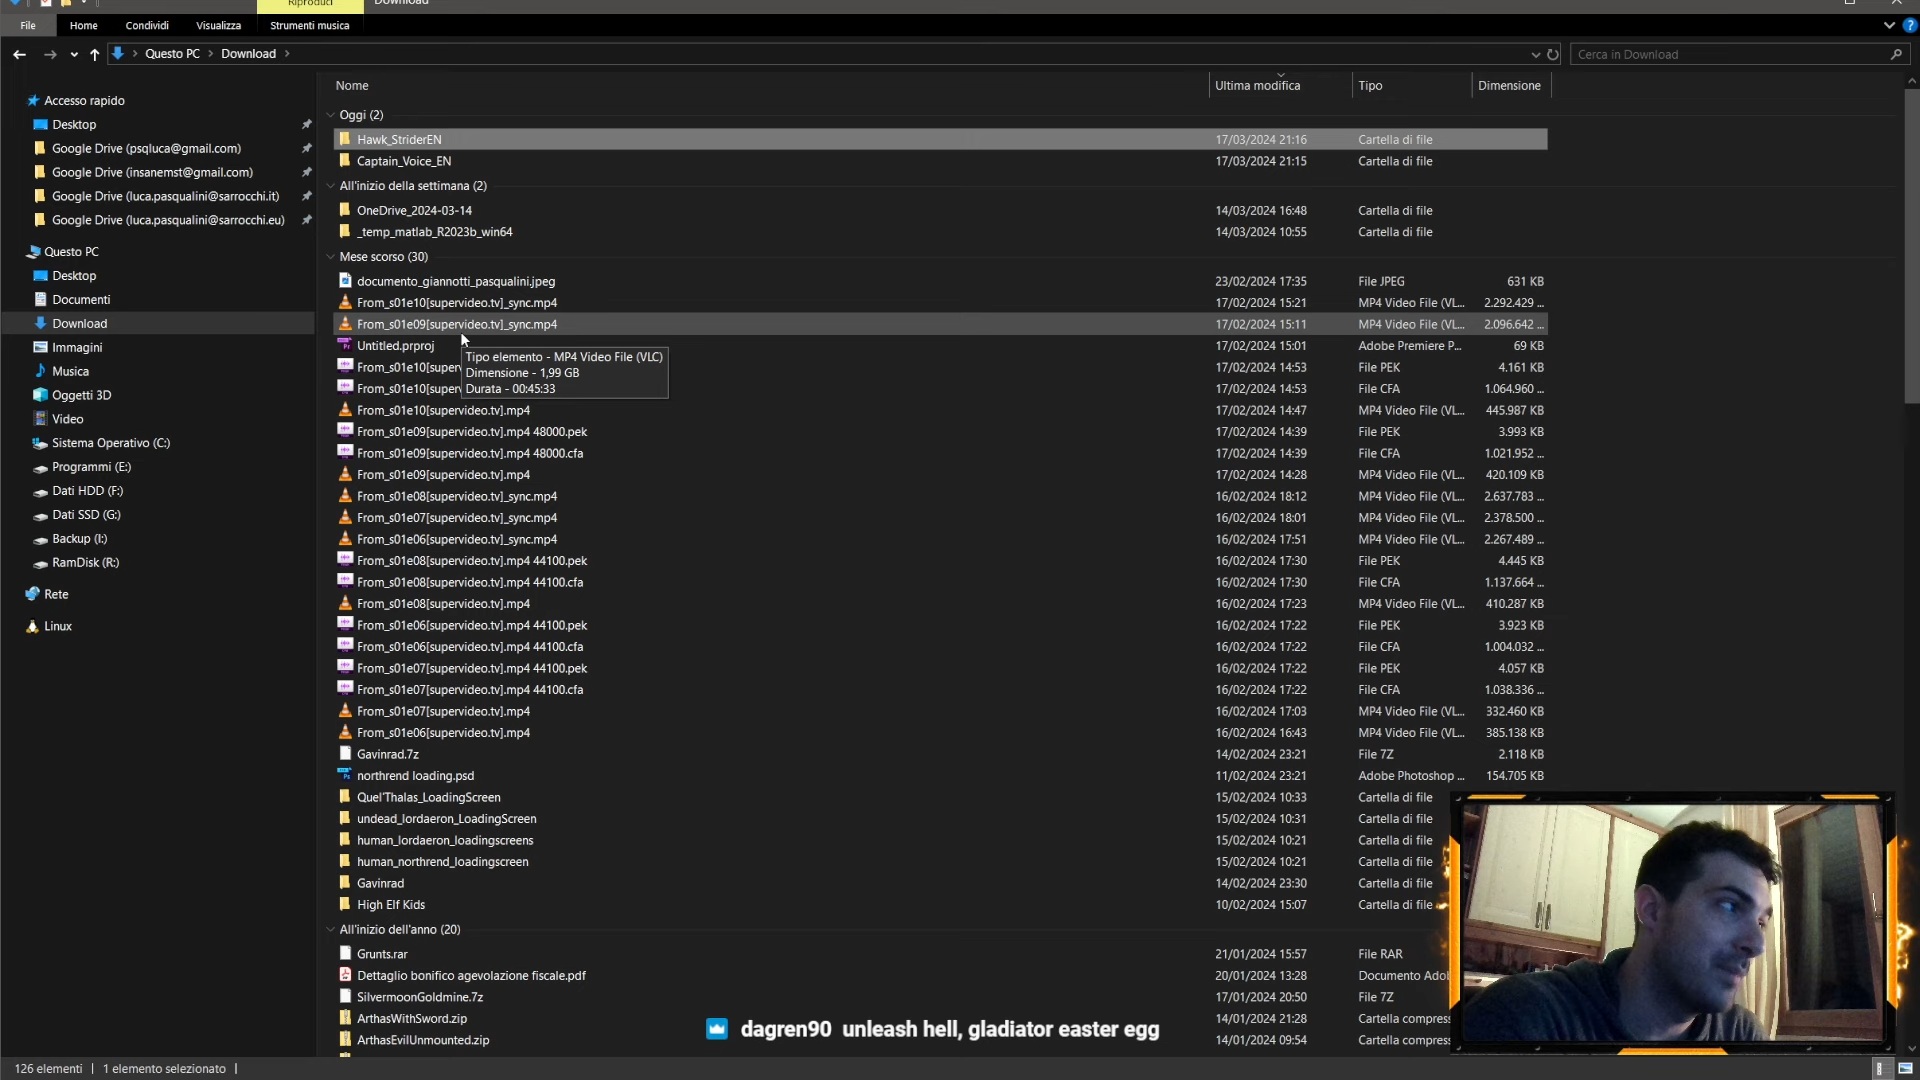 Riproduci
Download
File
Home
Condividi
Visualizza
Strumenti musica
Questo PC
Download
Cerca in Download
Accesso rapido
Desktop
Google Drive (psqluca@gmail.com)
Google Drive (insanemst@gmail.com)
Google Drive (luca.pasqualini@sarrocchi.it)
Google Drive (luca.pasqualini@sarrocchi.eu)
Questo PC
Desktop
Documenti
Download
Immagini
Musica
Oggetti 3D
Video
Sistema Operativo (C:)
Programmi (E:)
Dati HDD (F:)
Dati SSD (G:)
Backup (I:)
RamDisk (R:)
Rete
Linux
Nome Ultima modifica Tipo Dimensione
Oggi (2)
Hawk_StriderEN 17/03/2024 21:16 Cartella di file
Captain_Voice_EN 17/03/2024 21:15 Cartella di file
All'inizio della settimana (2)
OneDrive_2024-03-14 14/03/2024 16:48 Cartella di file
_temp_matlab_R2023b_win64 14/03/2024 10:55 Cartella di file
Mese scorso (30)
documento_giannotti_pasqualini.jpeg 23/02/2024 17:35 File JPEG 631 KB
From_s01e10[supervideo.tv]_sync.mp4 17/02/2024 15:21 MP4 Video File (VL... 2.292.429 ...
From_s01e09[supervideo.tv]_sync.mp4 17/02/2024 15:11 MP4 Video File (VL... 2.096.642 ...
Untitled.prproj 17/02/2024 15:01 Adobe Premiere P... 69 KB
Tipo elemento - MP4 Video File (VLC)
Dimensione - 1,99 GB
Durata - 00:45:33
From_s01e10[super 17/02/2024 14:53 File PEK 4.161 KB
From_s01e10[super 17/02/2024 14:53 File CFA 1.064.960 ...
From_s01e10[supervideo.tv].mp4 17/02/2024 14:47 MP4 Video File (VL... 445.987 KB
From_s01e09[supervideo.tv].mp4 48000.pek 17/02/2024 14:39 File PEK 3.993 KB
From_s01e09[supervideo.tv].mp4 48000.cfa 17/02/2024 14:39 File CFA 1.021.952 ...
From_s01e09[supervideo.tv].mp4 17/02/2024 14:28 MP4 Video File (VL... 420.109 KB
From_s01e08[supervideo.tv]_sync.mp4 16/02/2024 18:12 MP4 Video File (VL... 2.637.783 ...
From_s01e07[supervideo.tv]_sync.mp4 16/02/2024 18:01 MP4 Video File (VL... 2.378.500 ...
From_s01e06[supervideo.tv]_sync.mp4 16/02/2024 17:51 MP4 Video File (VL... 2.267.489 ...
From_s01e08[supervideo.tv].mp4 44100.pek 16/02/2024 17:30 File PEK 4.445 KB
From_s01e08[supervideo.tv].mp4 44100.cfa 16/02/2024 17:30 File CFA 1.137.664 ...
From_s01e08[supervideo.tv].mp4 16/02/2024 17:23 MP4 Video File (VL... 410.287 KB
From_s01e06[supervideo.tv].mp4 44100.pek 16/02/2024 17:22 File PEK 3.923 KB
From_s01e06[supervideo.tv].mp4 44100.cfa 16/02/2024 17:22 File CFA 1.004.032 ...
From_s01e07[supervideo.tv].mp4 44100.pek 16/02/2024 17:22 File PEK 4.057 KB
From_s01e07[supervideo.tv].mp4 44100.cfa 16/02/2024 17:22 File CFA 1.038.336 ...
From_s01e07[supervideo.tv].mp4 16/02/2024 17:03 MP4 Video File (VL... 332.460 KB
From_s01e06[supervideo.tv].mp4 16/02/2024 16:43 MP4 Video File (VL... 385.138 KB
Gavinrad.7z 14/02/2024 23:21 File 7Z 2.118 KB
northrend loading.psd 11/02/2024 23:21 Adobe Photoshop ... 154.705 KB
Quel'Thalas_LoadingScreen 15/02/2024 10:33 Cartella di file
undead_lordaeron_LoadingScreen 15/02/2024 10:31 Cartella di file
human_lordaeron_loadingscreens 15/02/2024 10:21 Cartella di file
human_northrend_loadingscreen 15/02/2024 10:21 Cartella di file
Gavinrad 14/02/2024 23:30 Cartella di file
High Elf Kids 10/02/2024 15:07 Cartella di file
All'inizio dell'anno (20)
Grunts.rar 21/01/2024 15:57 File RAR
Dettaglio bonifico agevolazione fiscale.pdf 20/01/2024 13:28 Documento Adol
SilvermoonGoldmine.7z 17/01/2024 20:50 File 7Z
ArthasWithSword.zip 14/01/2024 21:28 Cartella compres
ArthasEvilUnmounted.zip 14/01/2024 09:54 Cartella compres
dagren90 unleash hell, gladiator easter egg
126 elementi 1 elemento selezionato